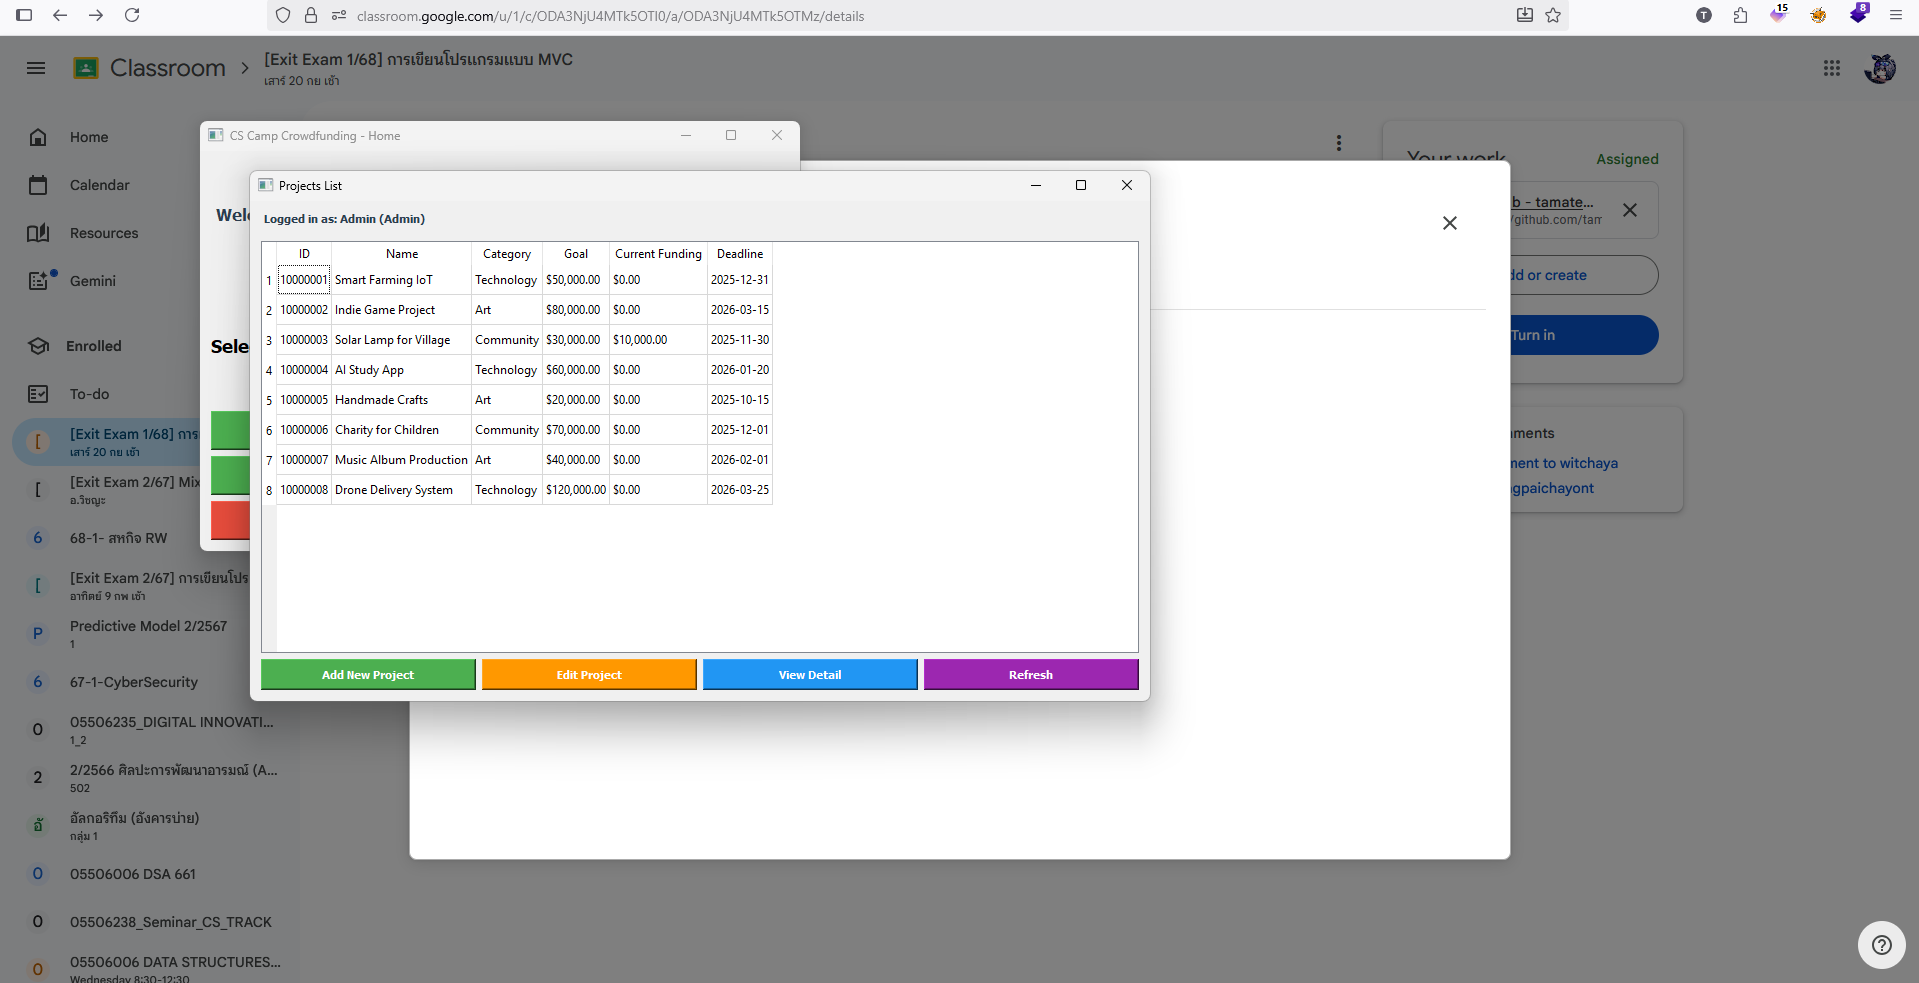 classroom.google.com/u/1/c/ODA3NjU4MTk5OTI0/a/ODA3NjU4MTk5OTMz/details
T
15
8
Classroom
[Exit Exam 1/68] การเขียนโปรแกรมแบบ MVC
เสาร์ 20 กย เช้า
Home
Calendar
Resources
Gemini
Enrolled
To-do
[
[Exit Exam 1/68] การ
เสาร์ 20 กย เช้า
[
[Exit Exam 2/67] Mix
อ.วิชญะ
6
68-1- สหกิจ RW
[
[Exit Exam 2/67] การเขียนโปร
อาทิตย์ 9 กพ เช้า
P
Predictive Model 2/2567
1
6
67-1-CyberSecurity
O
05506235_DIGITAL INNOVATI...
1_2
2
2/2566 ศิลปะการพัฒนาอารมณ์ (A...
502
อั
อัลกอริทึม (อังคารบ่าย)
กลุ่ม 1
O
05506006 DSA 661
O
05506238_Seminar_CS_TRACK
O
05506006 DATA STRUCTURES...
Wednesday 8:30-12:30
CS Camp Crowdfunding - Home
Welc
Sele
Projects List
Logged in as: Admin (Admin)
ID Name Category Goal Current Funding Deadline
1 10000001 Smart Farming IoT Technology $50,000.00 $0.00 2025-12-31
2 10000002 Indie Game Project Art $80,000.00 $0.00 2026-03-15
3 10000003 Solar Lamp for Village Community $30,000.00 $10,000.00 2025-11-30
4 10000004 AI Study App Technology $60,000.00 $0.00 2026-01-20
5 10000005 Handmade Crafts Art $20,000.00 $0.00 2025-10-15
6 10000006 Charity for Children Community $70,000.00 $0.00 2025-12-01
7 10000007 Music Album Production Art $40,000.00 $0.00 2026-02-01
8 10000008 Drone Delivery System Technology $120,000.00 $0.00 2026-03-25
Add New Project
Edit Project
View Detail
Refresh
Your work
Assigned
b - tamate...
/github.com/tam
dd or create
Turn in
ments
ment to witchaya
gpaichayont